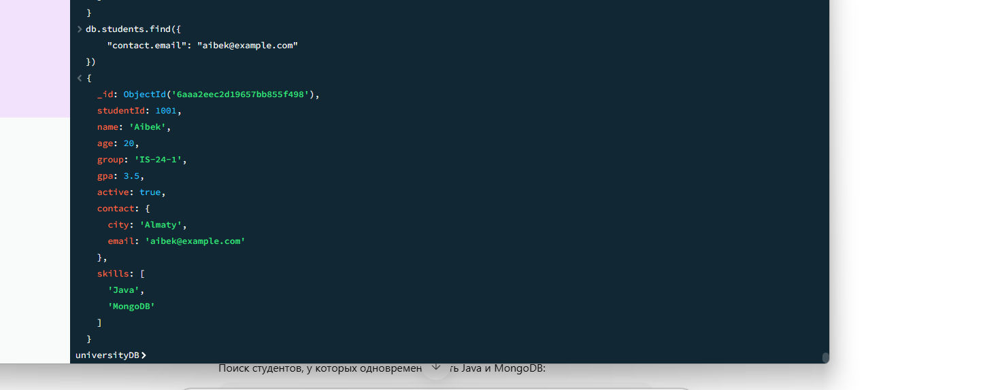 }
> db.students.find({
"contact.email": "aibek@example.com"
})
< {
_id: ObjectId('6aaa2eec2d19657bb855f498'),
studentId: 1001,
name: 'Aibek',
age: 20,
group: 'IS-24-1',
gpa: 3.5,
active: true,
contact: {
city: 'Almaty',
email: 'aibek@example.com'
},
skills: [
'Java',
'MongoDB'
]
}
universityDB>
Поиск студентов, у которых Java и MongoDB: